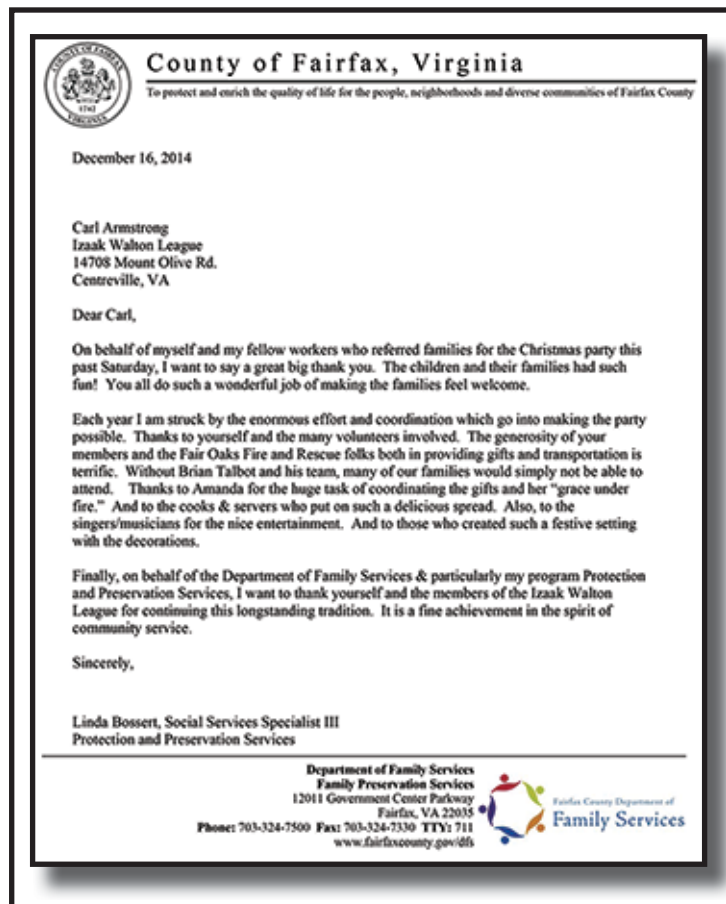 COUNTY OF FAIRFAX
1742
VIRGINIA
County of Fairfax, Virginia
To protect and enrich the quality of life for the people, neighborhoods and diverse communities of Fairfax County
December 16, 2014
Carl Armstrong
Izaak Walton League
14708 Mount Olive Rd.
Centreville, VA
Dear Carl,
On behalf of myself and my fellow workers who referred families for the Christmas party this
past Saturday, I want to say a great big thank you. The children and their families had such
fun! You all do such a wonderful job of making the families feel welcome.
Each year I am struck by the enormous effort and coordination which go into making the party
possible. Thanks to yourself and the many volunteers involved. The generosity of your
members and the Fair Oaks Fire and Rescue folks both in providing gifts and transportation is
terrific. Without Brian Talbot and his team, many of our families would simply not be able to
attend. Thanks to Amanda for the huge task of coordinating the gifts and her “grace under
fire.” And to the cooks & servers who put on such a delicious spread. Also, to the
singers/musicians for the nice entertainment. And to those who created such a festive setting
with the decorations.
Finally, on behalf of the Department of Family Services & particularly my program Protection
and Preservation Services, I want to thank yourself and the members of the Izaak Walton
League for continuing this longstanding tradition. It is a fine achievement in the spirit of
community service.
Sincerely,
Linda Bossert, Social Services Specialist III
Protection and Preservation Services
Department of Family Services
Family Preservation Services
12011 Government Center Parkway
Fairfax, VA 22035
Phone: 703-324-7500 Fax: 703-324-7330 TTY: 711
www.fairfaxcounty.gov/dfs
Fairfax County Department of
Family Services